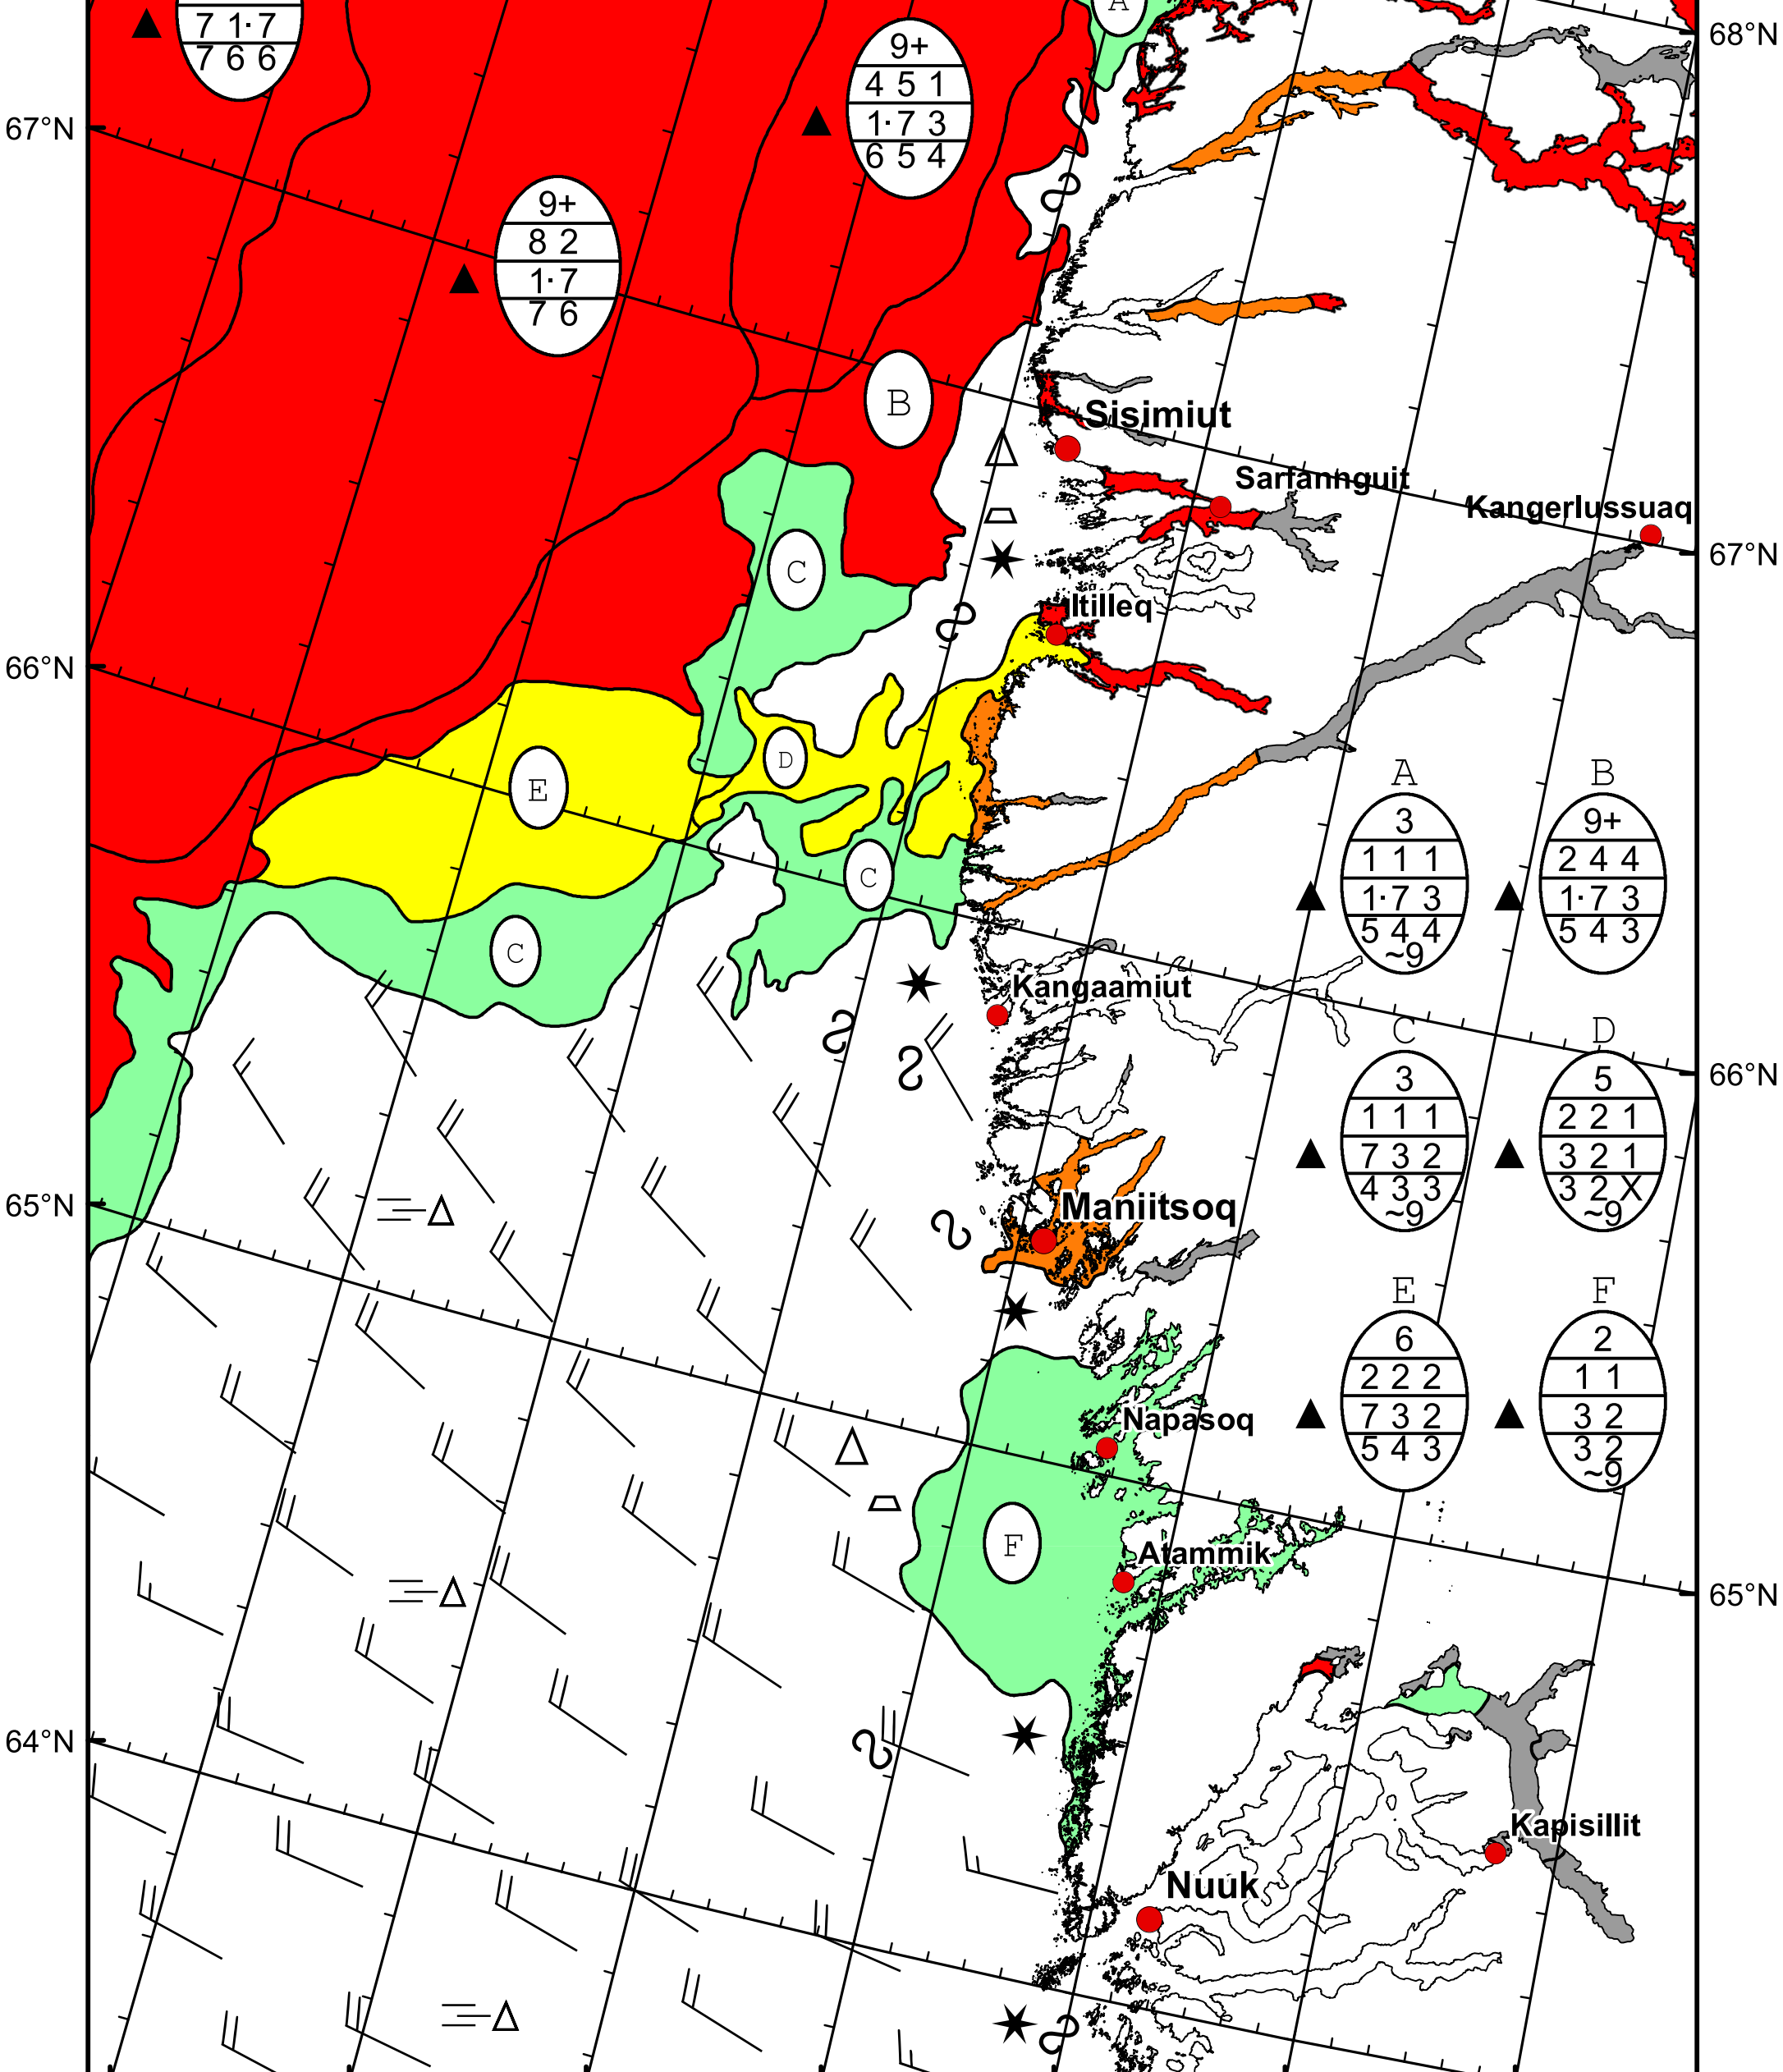 A
7 1·7
7 6 6
68°N
9+
4 5 1
1·7 3
6 5 4
67°N
9+
8 2
1·7
7 6
B
Sisimiut
Sarfannguit
Kangerlussuaq
67°N
C
Itilleq
66°N
D
E
C
C
A
3
1 1 1
1·7 3
5 4 4
~9
B
9+
2 4 4
1·7 3
5 4 3
Kangaamiut
C
3
1 1 1
7 3 2
4 3 3
~9
D
5
2 2 1
3 2 1
3 2 X
~9
66°N
65°N
Maniitsoq
E
6
2 2 2
7 3 2
5 4 3
F
2
1 1
3 2
3 2
~9
Napasoq
F
Atammik
65°N
64°N
Kapisillit
Nuuk